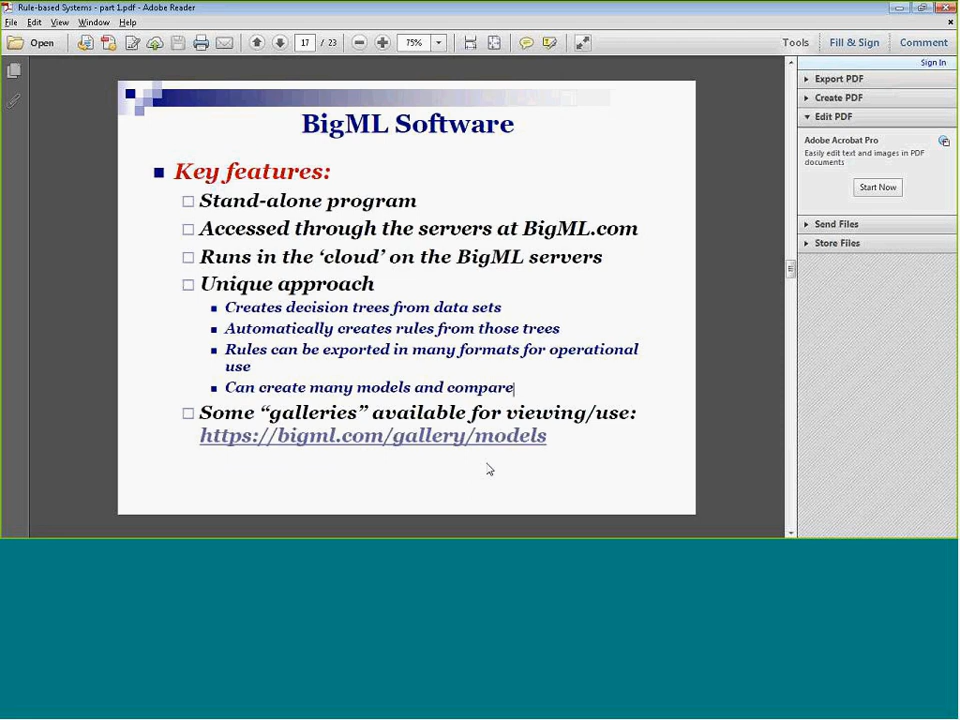 Rule-based Systems - part 1.pdf - Adobe Reader
File Edit View Window Help
Open 17 / 23 75% Tools Fill & Sign Comment
Sign In
Export PDF
Create PDF
Edit PDF
Adobe Acrobat Pro
Easily edit text and images in PDF
documents
Start Now
Send Files
Store Files
BigML Software
Key features:
Stand-alone program
Accessed through the servers at BigML.com
Runs in the ‘cloud’ on the BigML servers
Unique approach
Creates decision trees from data sets
Automatically creates rules from those trees
Rules can be exported in many formats for operational
use
Can create many models and compare
Some “galleries” available for viewing/use:
https://bigml.com/gallery/models